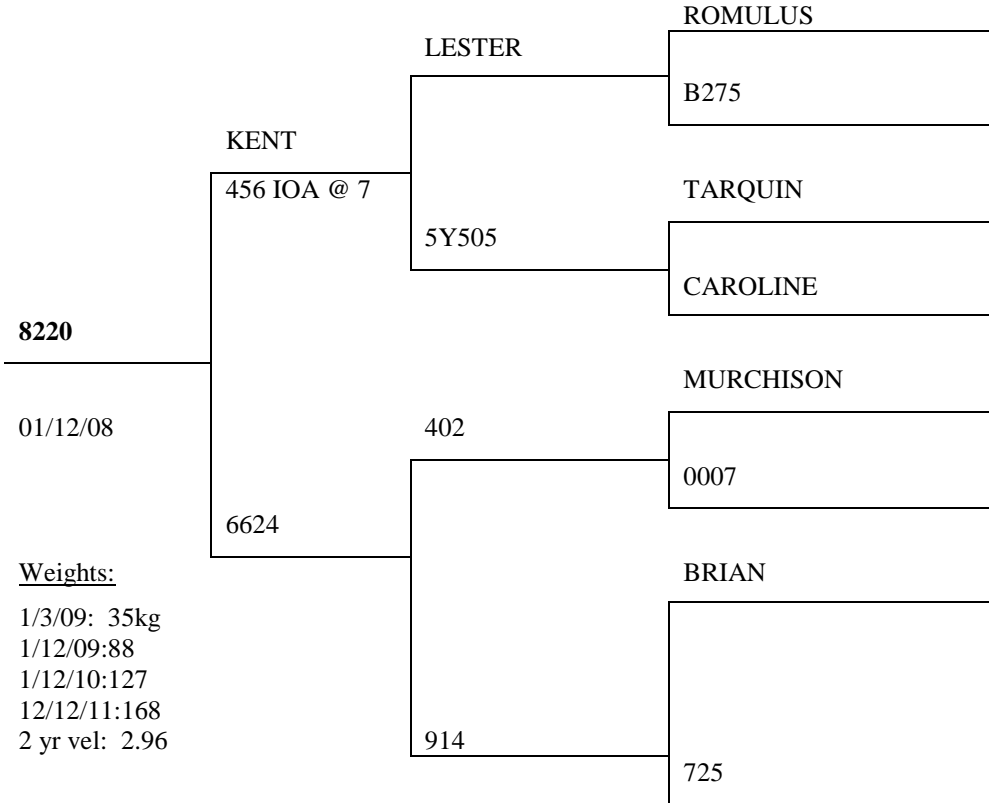 ROMULUS
LESTER
B275
KENT
456 IOA @ 7
TARQUIN
5Y505
CAROLINE
8220
MURCHISON
01/12/08
402
0007
6624
Weights:
BRIAN
1/3/09: 35kg
1/12/09:88
1/12/10:127
12/12/11:168
2 yr vel: 2.96
914
725